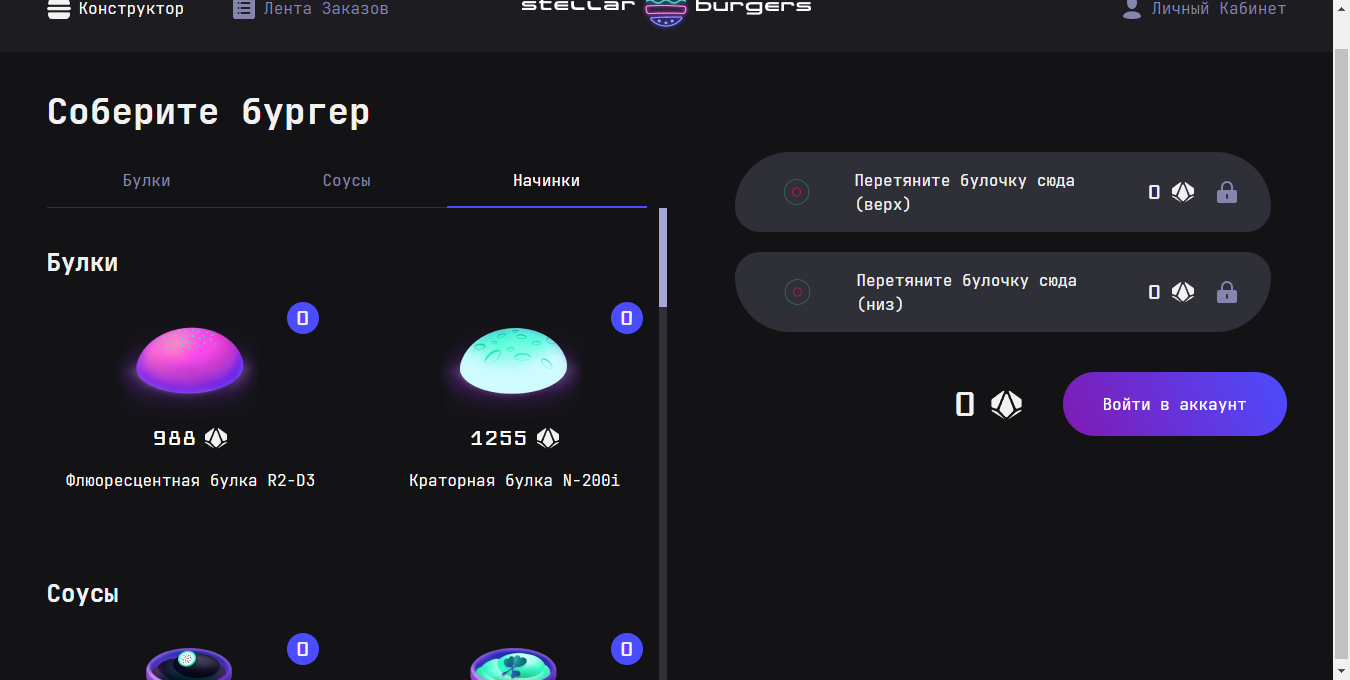 Конструктор
Лента Заказов
stellar burgers
Личный Кабинет
Соберите бургер
Булки
Соусы
Начинки
Булки
0
0
988
1255
Флюоресцентная булка R2-D3
Краторная булка N-200i
Соусы
0
0
Перетяните булочку сюда
(верх)
0
Перетяните булочку сюда
(низ)
0
0
Войти в аккаунт